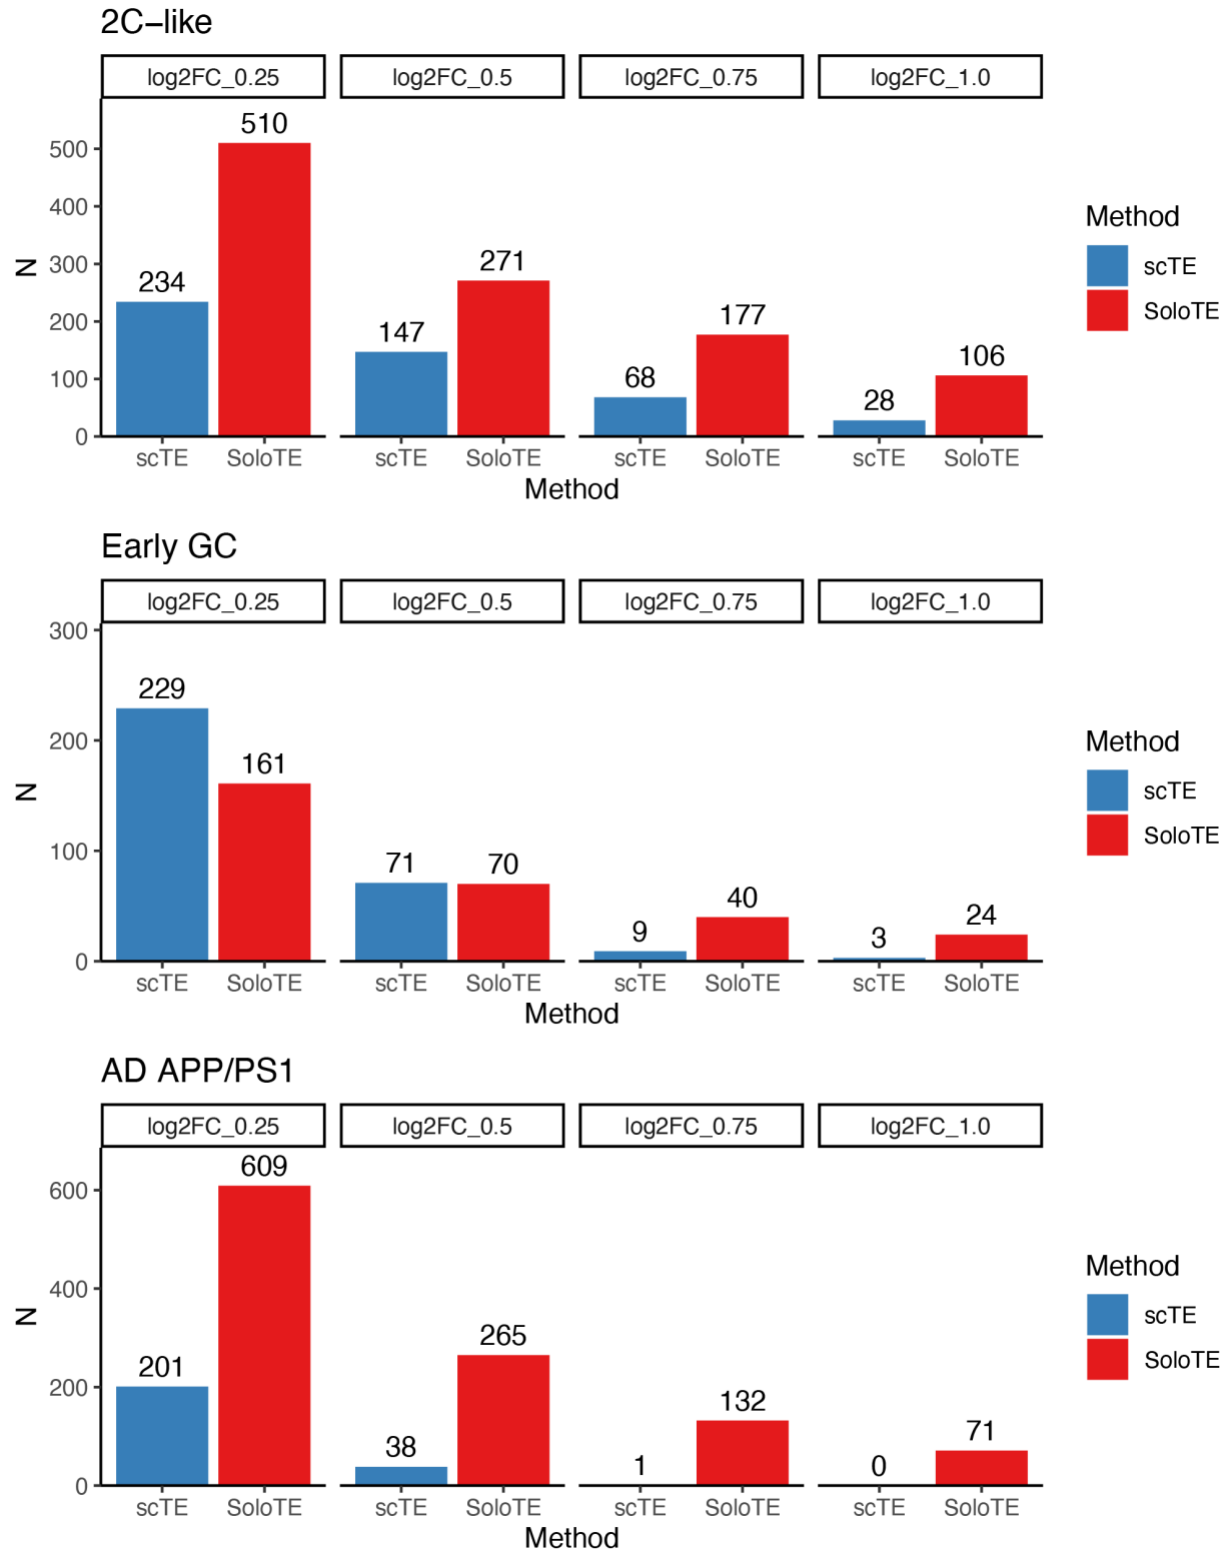 2C−like
log2FC_0.25 log2FC_0.5 log2FC_0.75 log2FC_1.0
510
500
400
300
271
234
N
200
177
147
106
100
68
28
0
scTE SoloTE scTE SoloTE scTE SoloTE scTE SoloTE
Method
Method
scTE
SoloTE
Early GC
log2FC_0.25 log2FC_0.5 log2FC_0.75 log2FC_1.0
300
229
200
161
N
100
71 70
40
24
9
3
0
scTE SoloTE scTE SoloTE scTE SoloTE scTE SoloTE
Method
Method
scTE
SoloTE
AD APP/PS1
log2FC_0.25 log2FC_0.5 log2FC_0.75 log2FC_1.0
609
600
400
N
265
201
200
132
71
38
1
0
0
scTE SoloTE scTE SoloTE scTE SoloTE scTE SoloTE
Method
Method
scTE
SoloTE